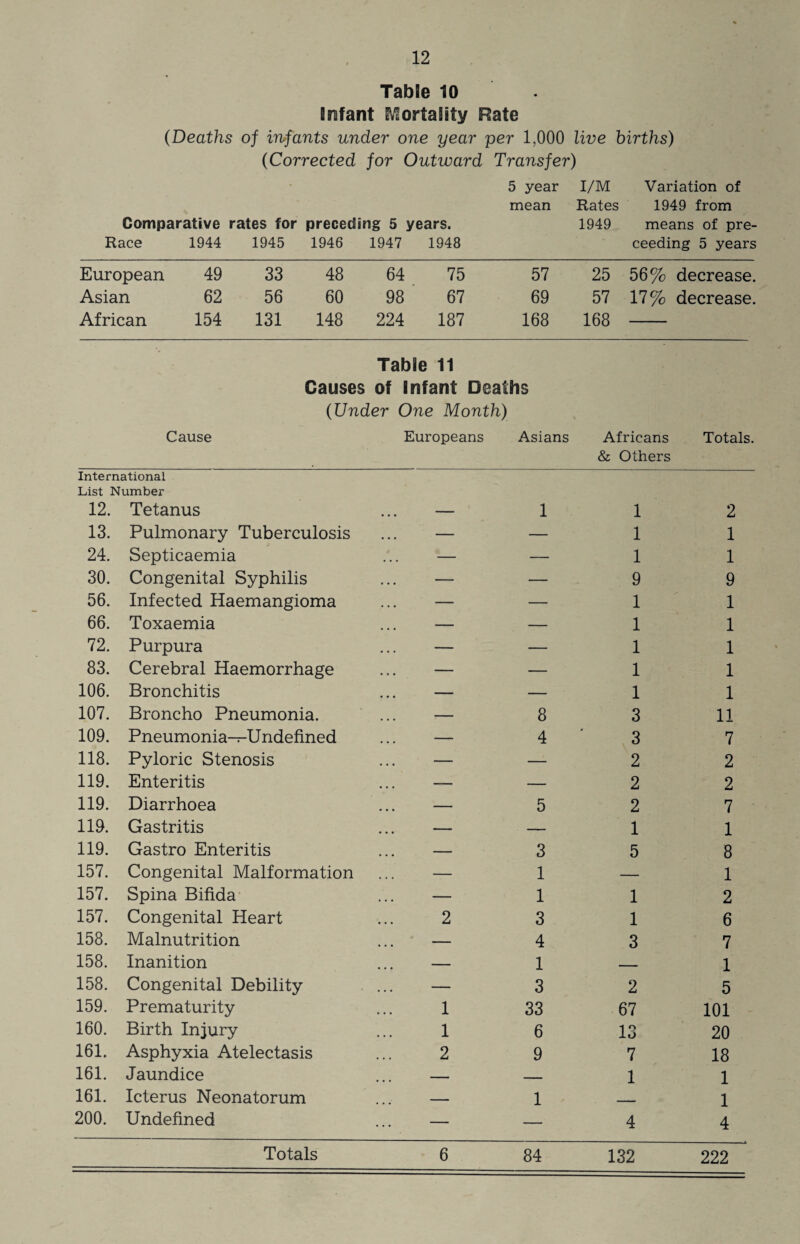 12
Table 10
Infant Mortality Rate
(Deaths of infants under one year per 1,000 live births)
(Corrected for Outward Transfer)
5 year I/M Variation of
mean Rates 1949 from
Comparative rates for preceding 5 years. 1949 means of pre-
Race 1944 1945 1946 1947 1948 ceeding 5 years
European 49 33 48 64 75 57 25 56% decrease.
Asian 62 56 60 98 67 69 57 17% decrease.
African 154 131 148 224 187 168 168 ——
Table 11
Causes of Infant Deaths
(Under One Month)
Cause Europeans Asians Africans Totals.
& Others
International
List Number
12. Tetanus ... — 1 1 2
13. Pulmonary Tuberculosis ... — — 1 1
24. Septicaemia ... — — 1 1
30. Congenital Syphilis ... — — 9 9
56. Infected Haemangioma ... — — 1 1
66. Toxaemia ... — — 1 1
72. Purpura ... — — 1 1
83. Cerebral Haemorrhage ... — — 1 1
106. Bronchitis ... — — 1 1
107. Broncho Pneumonia. ... — 8 3 11
109. Pneumonia—Undefined ... — 4 3 7
118. Pyloric Stenosis ... — — 2 2
119. Enteritis ... — — 2 2
119. Diarrhoea ... — 5 2 7
119. Gastritis ... — — 1 1
119. Gastro Enteritis ... — 3 5 8
157. Congenital Malformation ... — 1 — 1
157. Spina Bifida ... — 1 1 2
157. Congenital Heart ... 2 3 1 6
158. Malnutrition ... — 4 3 7
158. Inanition ... — 1 — 1
158. Congenital Debility ... — 3 2 5
159. Prematurity ... 1 33 67 101
160. Birth Injury ... 1 6 13 20
161. Asphyxia Atelectasis ... 2 9 7 18
161. Jaundice ... — — 1 1
161. Icterus Neonatorum ... — 1 — 1
200. Undefined ... — — 4 4
Totals 6 84 132 222